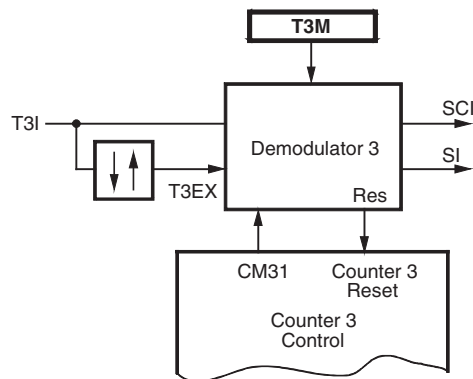 T3M
T3I
Demodulator 3
SCI
SI
T3EX
Res
CM31
Counter 3
Reset
Counter 3
Control